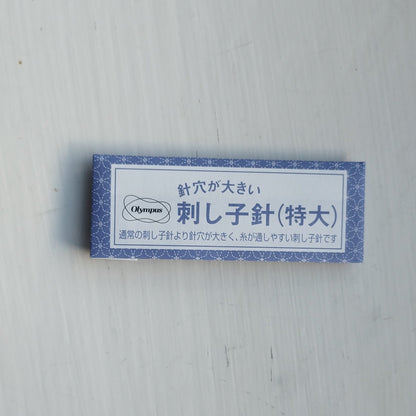 針穴が大きい
Olympus
刺し子針(特大)
通常の刺し子針より針穴が大きく、糸が通しやすい刺し子針です